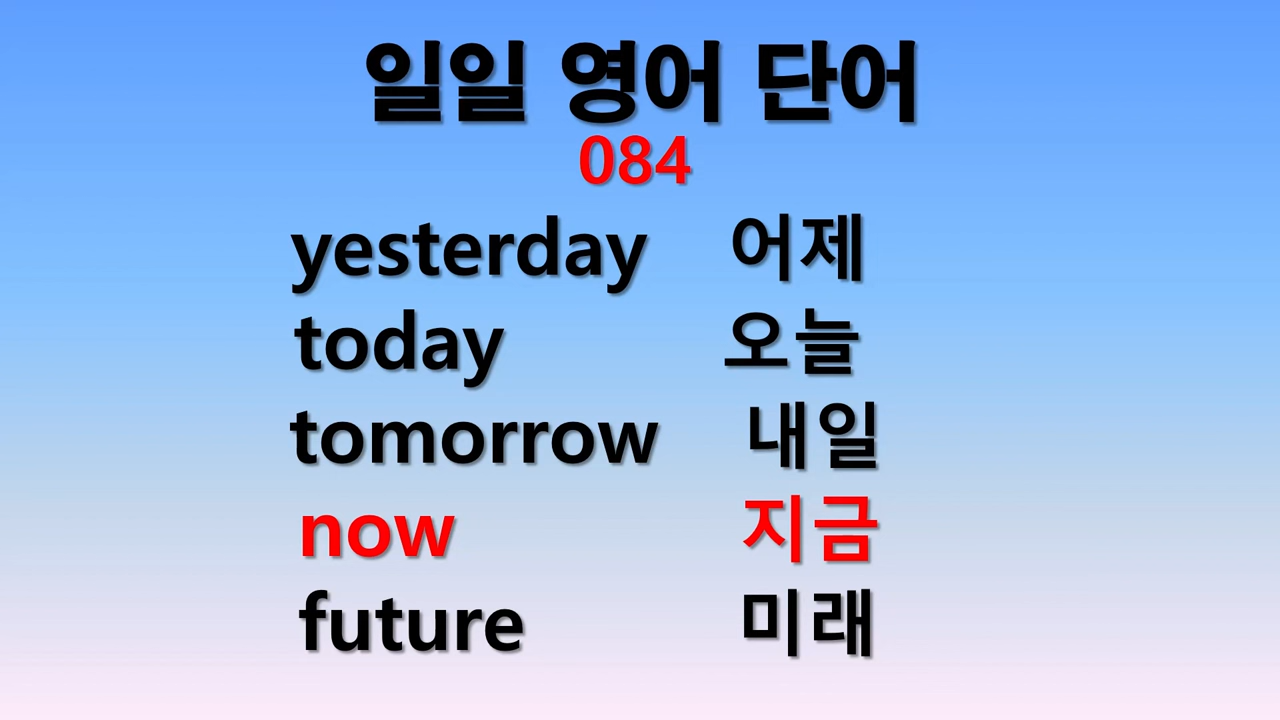 일일 영어 단어
084
yesterday 어제
today 오늘
tomorrow 내일
now 지금
future 미래